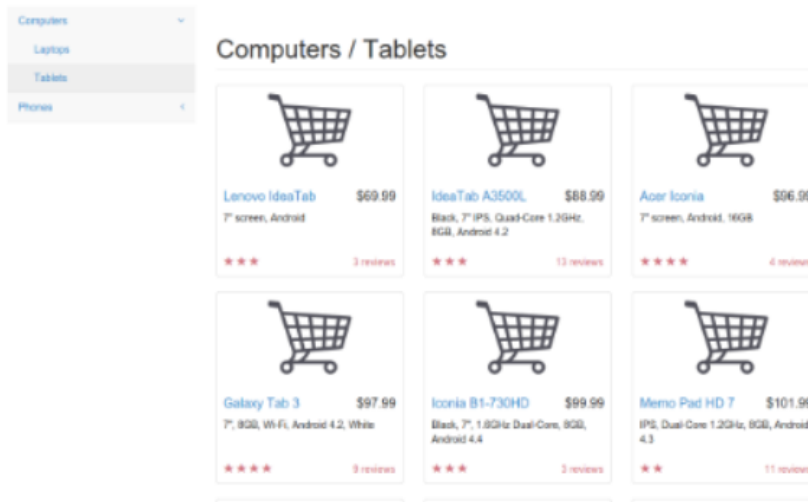 Computers
Laptops
Tablets
Phones
Computers / Tablets
Lenovo IdeaTab $69.99
7" screen, Android
3 reviews
IdeaTab A3500L $88.99
Black, 7" IPS, Quad-Core 1.2GHz,
8GB, Android 4.2
13 reviews
Acer Iconia $96.99
7" screen, Android, 16GB
4 reviews
Galaxy Tab 3 $97.99
7", 8GB, Wi-Fi, Android 4.2, White
9 reviews
Iconia B1-730HD $99.99
Black, 7", 1.6GHz Dual-Core, 8GB,
Android 4.4
3 reviews
Memo Pad HD 7 $101.99
IPS, Dual-Core 1.2GHz, 8GB, Android
4.3
11 reviews